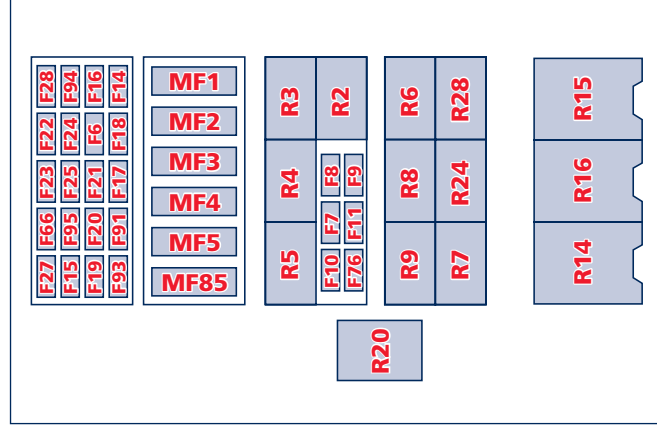 F28 F94 F16 F14
F22 F24 F6 F18
F23 F25 F21 F17
F66 F95 F20 F91
F27 F15 F19 F93
MF1
MF2
MF3
MF4
MF5
MF85
R3 R2
R4 F8 F9
F7 F11
R5 F10 F76
R6 R28
R8 R24
R9 R7
R20
R15
R16
R14